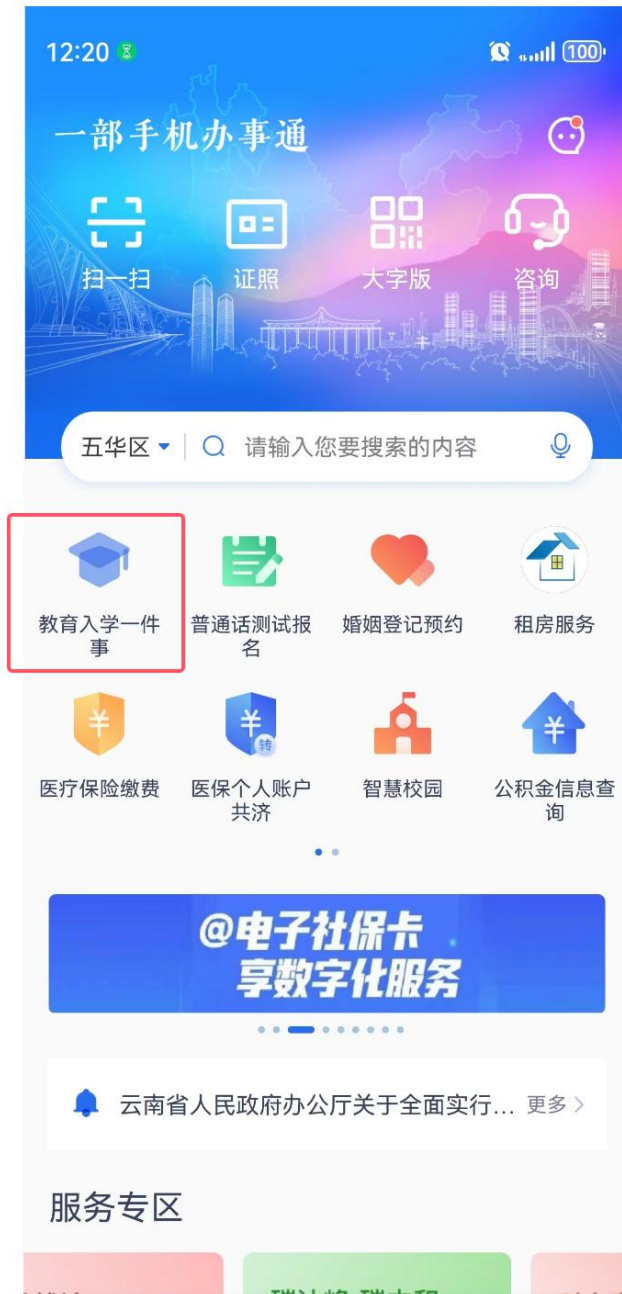 12:20
100
一部手机办事通
扫一扫
证照
大字版
咨询
五华区
请输入您要搜索的内容
教育入学一件
事
普通话测试报
名
婚姻登记预约
租房服务
医疗保险缴费
医保个人账户
共济
转
智慧校园
公积金信息查
询
@电子社保卡
享数字化服务
云南省人民政府办公厅关于全面实行...
更多
服务专区